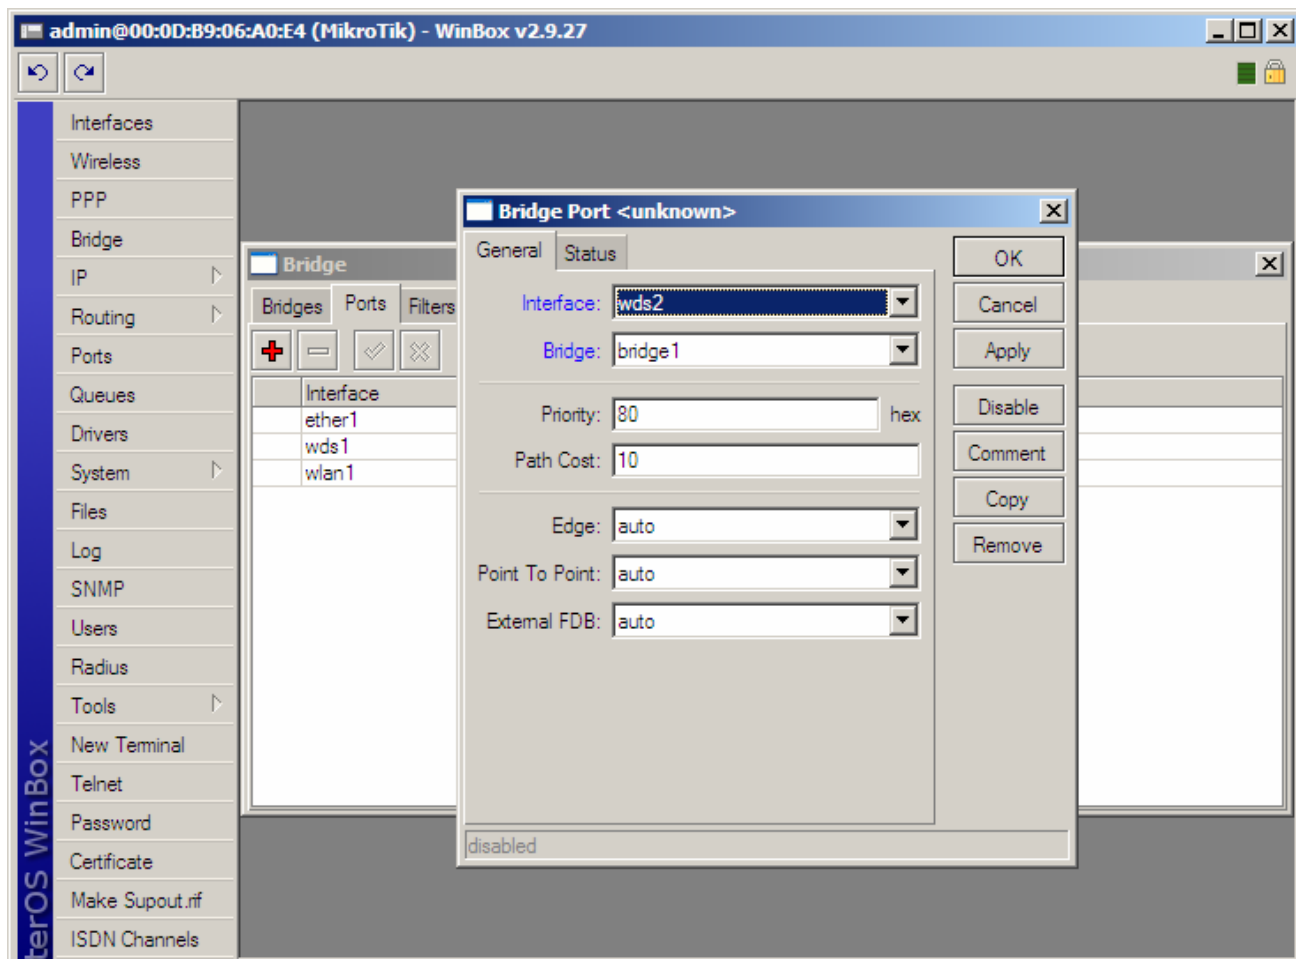 admin@00:0D:B9:06:A0:E4 (MikroTik) - WinBox v2.9.27
Interfaces
Wireless
PPP
Bridge
IP
Routing
Ports
Queues
Drivers
System
Files
Log
SNMP
Users
Radius
Tools
New Terminal
Telnet
Password
Certificate
Make Supout.rif
ISDN Channels
terOS WinBox
Bridge
Bridges Ports Filters
Interface
ether1
wds1
wlan1
Bridge Port <unknown>
General Status
Interface: wds2
Bridge: bridge1
Priority: 80 hex
Path Cost: 10
Edge: auto
Point To Point: auto
External FDB: auto
OK
Cancel
Apply
Disable
Comment
Copy
Remove
disabled